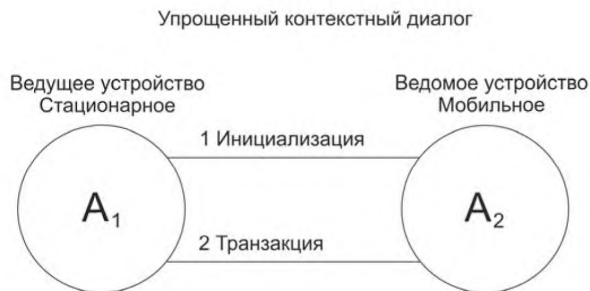 Упрощенный контекстный диалог
Ведущее устройство
Стационарное
Ведомое устройство
Мобильное
1 Инициализация
A₁
A₂
2 Транзакция